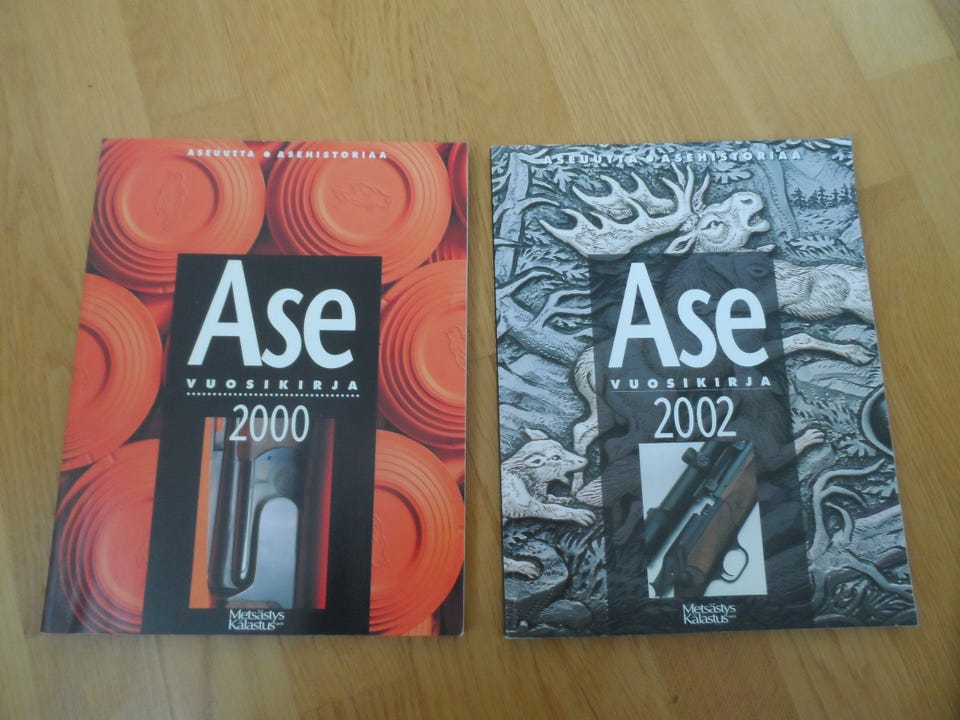 ASEUUTTA • ASEHISTORIAA
Ase
VUOSIKIRJA
2000
Metsästys
Kalastus
ASEUUTTA • ASEHISTORIAA
Ase
VUOSIKIRJA
2002
Metsästys
Kalastus